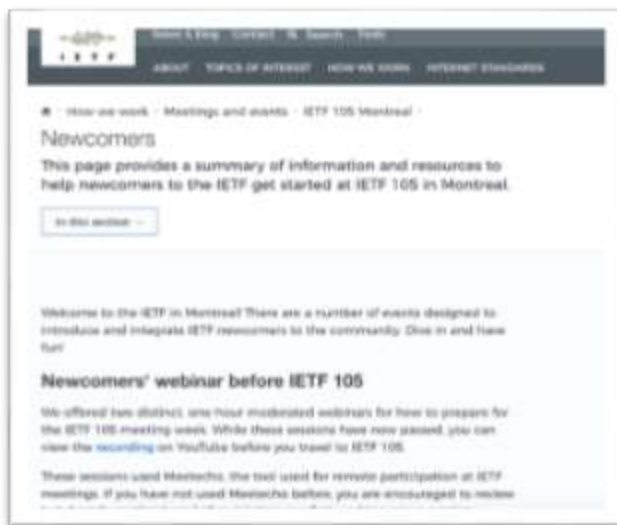 IETF
News & blog Contact Search Tools
ABOUT TOPICS OF INTEREST HOW WE WORK INTERNET STANDARDS
How we work Meetings and events IETF 105 Montreal
Newcomers
This page provides a summary of information and resources to
help newcomers to the IETF get started at IETF 105 in Montreal.
In this section
Welcome to the IETF in Montreal! There are a number of events designed to
introduce and integrate IETF newcomers to the community. Dive in and have
fun!
Newcomers' webinar before IETF 105
We offered two distinct, one hour moderated webinars for how to prepare for
the IETF 105 meeting week. While these sessions have now passed, you can
view the recording on YouTube before you travel to IETF 105.
These sessions used Meetecho, the tool used for remote participation at IETF
meetings. If you have not used Meetecho before, you are encouraged to review